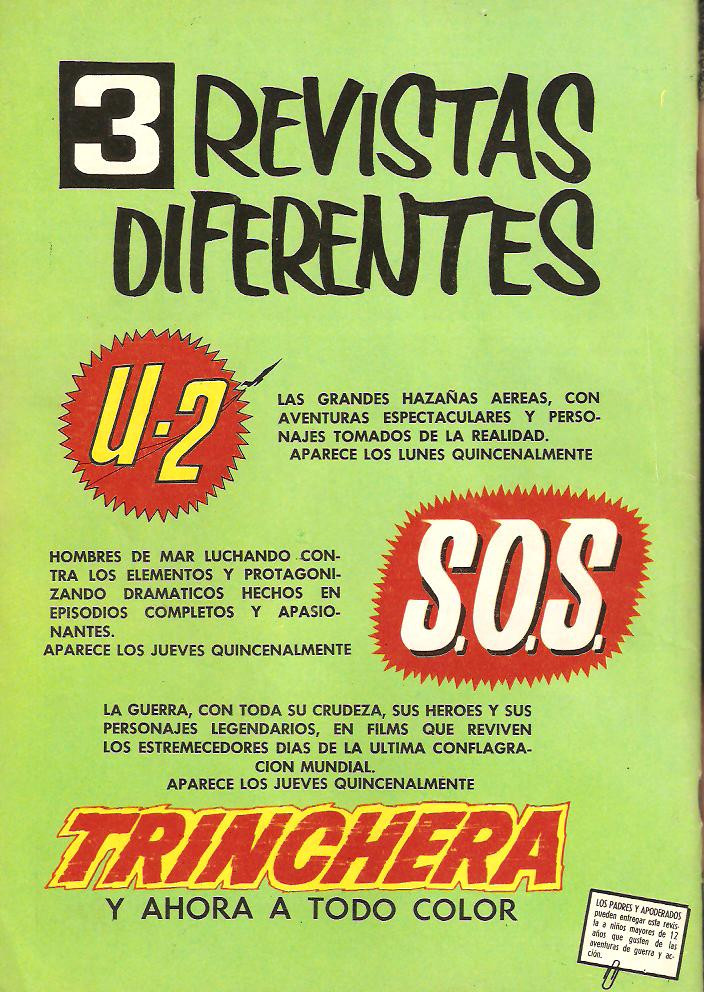 3 REVISTAS
DIFERENTES
U-2
LAS GRANDES HAZAÑAS AEREAS, CON
AVENTURAS ESPECTACULARES Y PERSO-
NAJES TOMADOS DE LA REALIDAD.
APARECE LOS LUNES QUINCENALMENTE
HOMBRES DE MAR LUCHANDO CON-
TRA LOS ELEMENTOS Y PROTAGONI-
ZANDO DRAMATICOS HECHOS EN
EPISODIOS COMPLETOS Y APASIO-
NANTES.
APARECE LOS JUEVES QUINCENALMENTE
S.O.S.
LA GUERRA, CON TODA SU CRUDEZA, SUS HEROES Y SUS
PERSONAJES LEGENDARIOS, EN FILMS QUE REVIVEN
LOS ESTREMECEDORES DIAS DE LA ULTIMA CONFLAGRA-
CION MUNDIAL.
APARECE LOS JUEVES QUINCENALMENTE
TRINCHERA
Y AHORA A TODO COLOR
LOS PADRES Y APODERADOS
pueden entregar esta revis-
ta a niños mayores de 12
años que gusten de las
aventuras de guerra y ac-
ción.